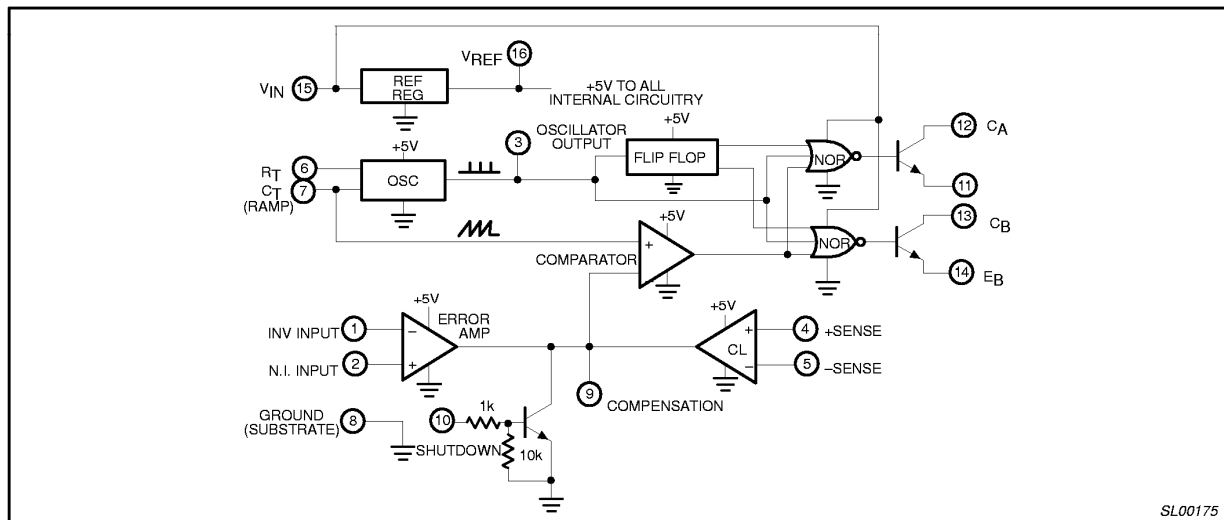 VREF
16
VIN
15
REF
REG
+5V TO ALL
INTERNAL CIRCUITRY
+5V
OSCILLATOR
OUTPUT
3
FLIP FLOP
NOR
12
CA
11
RT
6
CT
7
(RAMP)
+5V
OSC
13
CB
NOR
14
EB
+5V
COMPARATOR
+
+5V
ERROR
AMP
INV INPUT
1
−
N.I. INPUT
2
+
+5V
CL
+
−
4
+SENSE
5
−SENSE
9
COMPENSATION
GROUND
(SUBSTRATE)
8
10
1k
SHUTDOWN
10k
SL00175